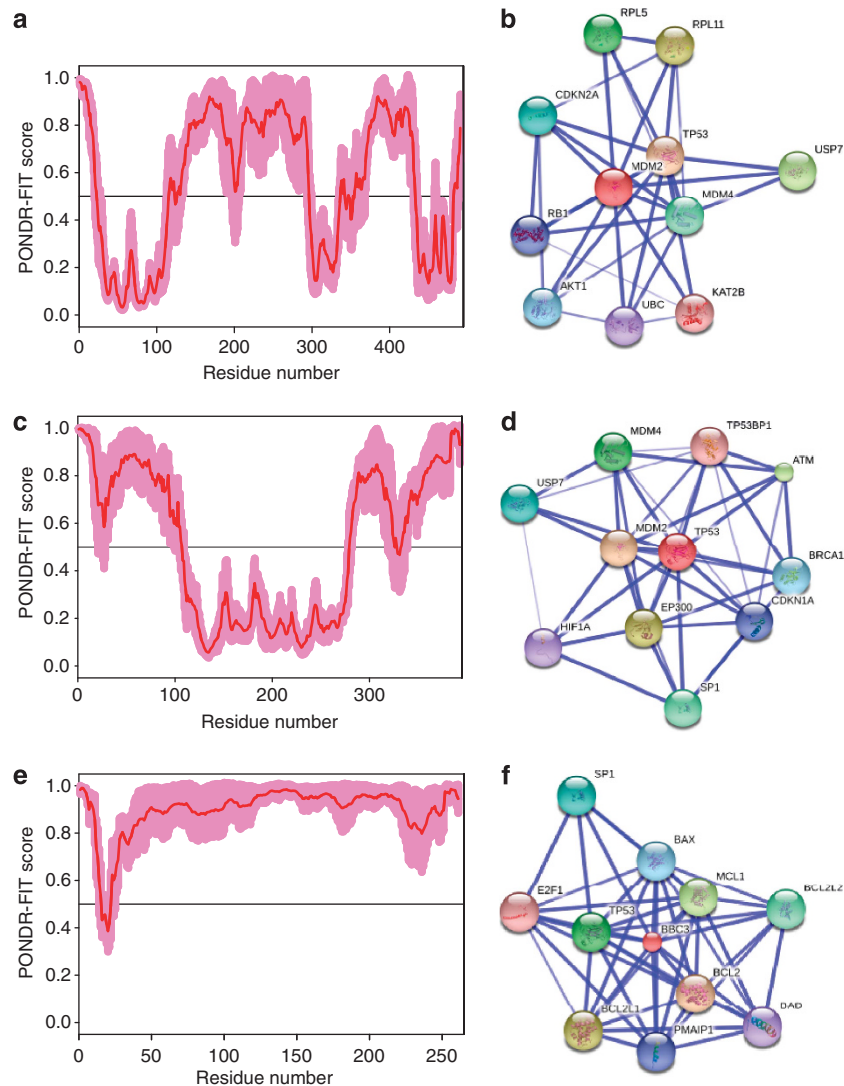 a
PONDR-FIT score
1.0
0.8
0.6
0.4
0.2
0.0
0
100
200
300
400
Residue number
b
RPL5
RPL11
CDKN2A
TP53
USP7
MDM2
MDM4
RB1
AKT1
UBC
KAT2B
c
PONDR-FIT score
1.0
0.8
0.6
0.4
0.2
0.0
0
100
200
300
Residue number
d
MDM4
TP53BP1
ATM
USP7
MDM2
TP53
BRCA1
CDKN1A
EP300
HIF1A
SP1
e
PONDR-FIT score
1.0
0.8
0.6
0.4
0.2
0.0
0
50
100
150
200
250
Residue number
f
SP1
BAX
MCL1
BCL2L2
E2F1
TP53
BBC3
BCL2
BCL2L1
PMAIP1
BAD